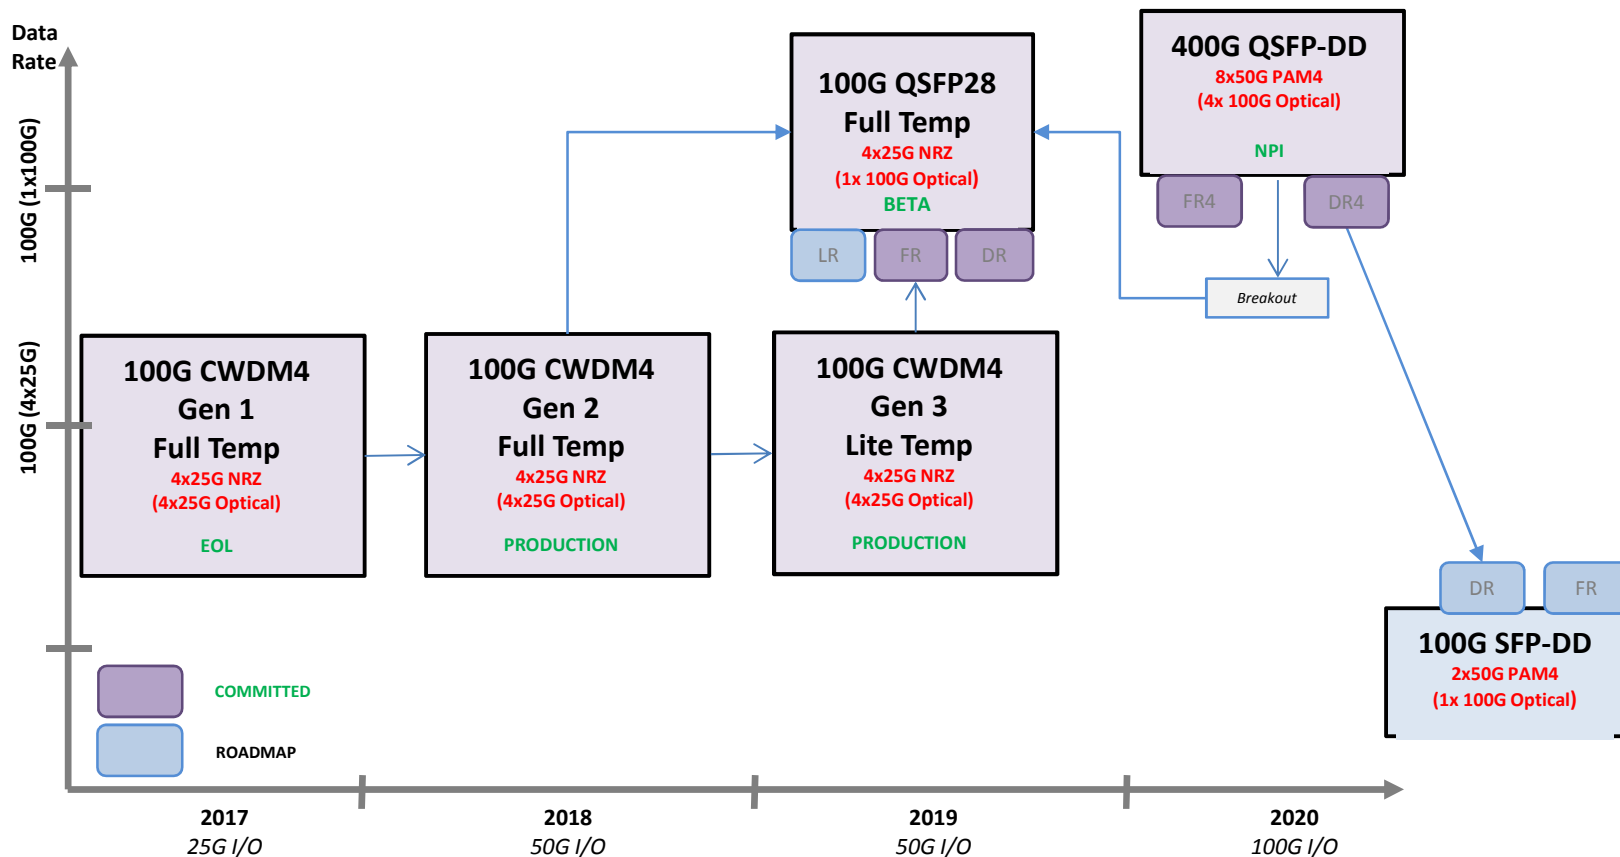 Data
Rate
100G (1x100G)
100G (4x25G)
100G QSFP28
Full Temp
4x25G NRZ
(1x 100G Optical)
BETA
LR
FR
DR
400G QSFP-DD
8x50G PAM4
(4x 100G Optical)
NPI
FR4
DR4
Breakout
100G CWDM4
Gen 1
Full Temp
4x25G NRZ
(4x25G Optical)
EOL
100G CWDM4
Gen 2
Full Temp
4x25G NRZ
(4x25G Optical)
PRODUCTION
100G CWDM4
Gen 3
Lite Temp
4x25G NRZ
(4x25G Optical)
PRODUCTION
DR
FR
100G SFP-DD
2x50G PAM4
(1x 100G Optical)
COMMITTED
ROADMAP
2017
25G I/O
2018
50G I/O
2019
50G I/O
2020
100G I/O